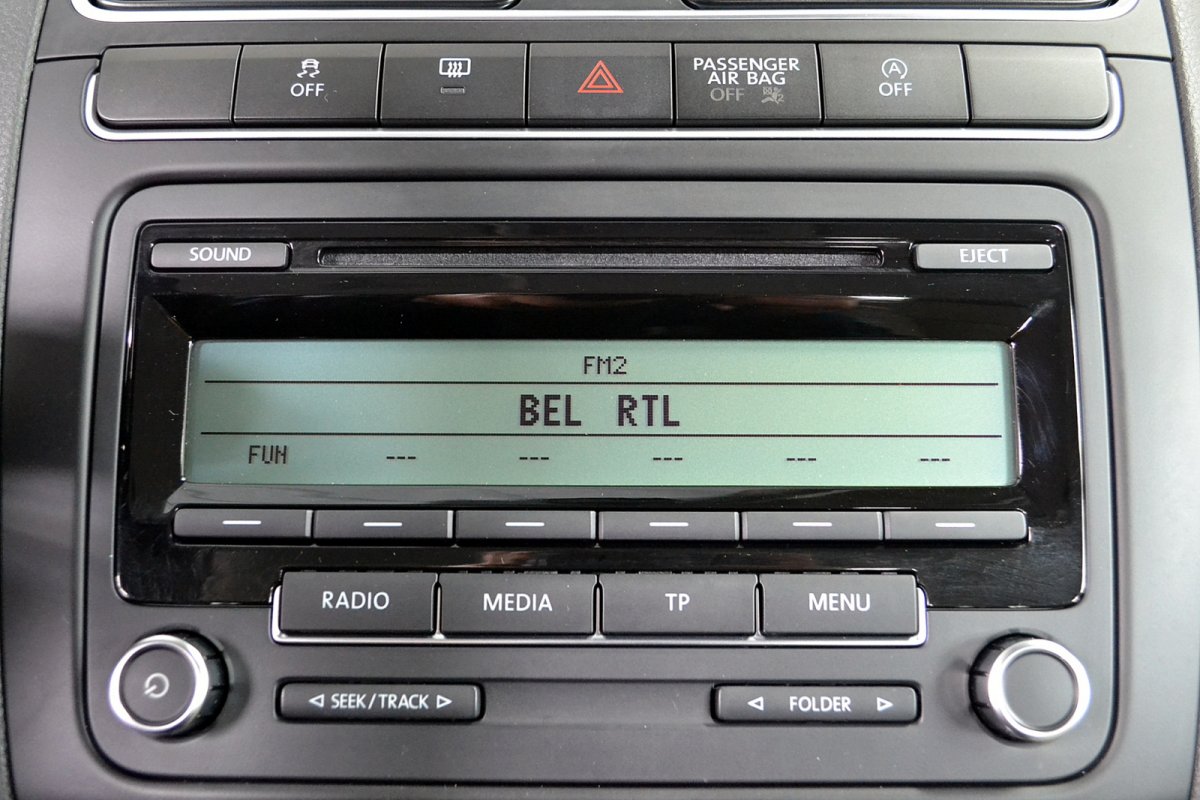 OFF
PASSENGER
AIR BAG
OFF
A
OFF
SOUND
EJECT
FM2
BEL RTL
FUN --- --- --- --- ---
RADIO MEDIA TP MENU
SEEK/TRACK
FOLDER